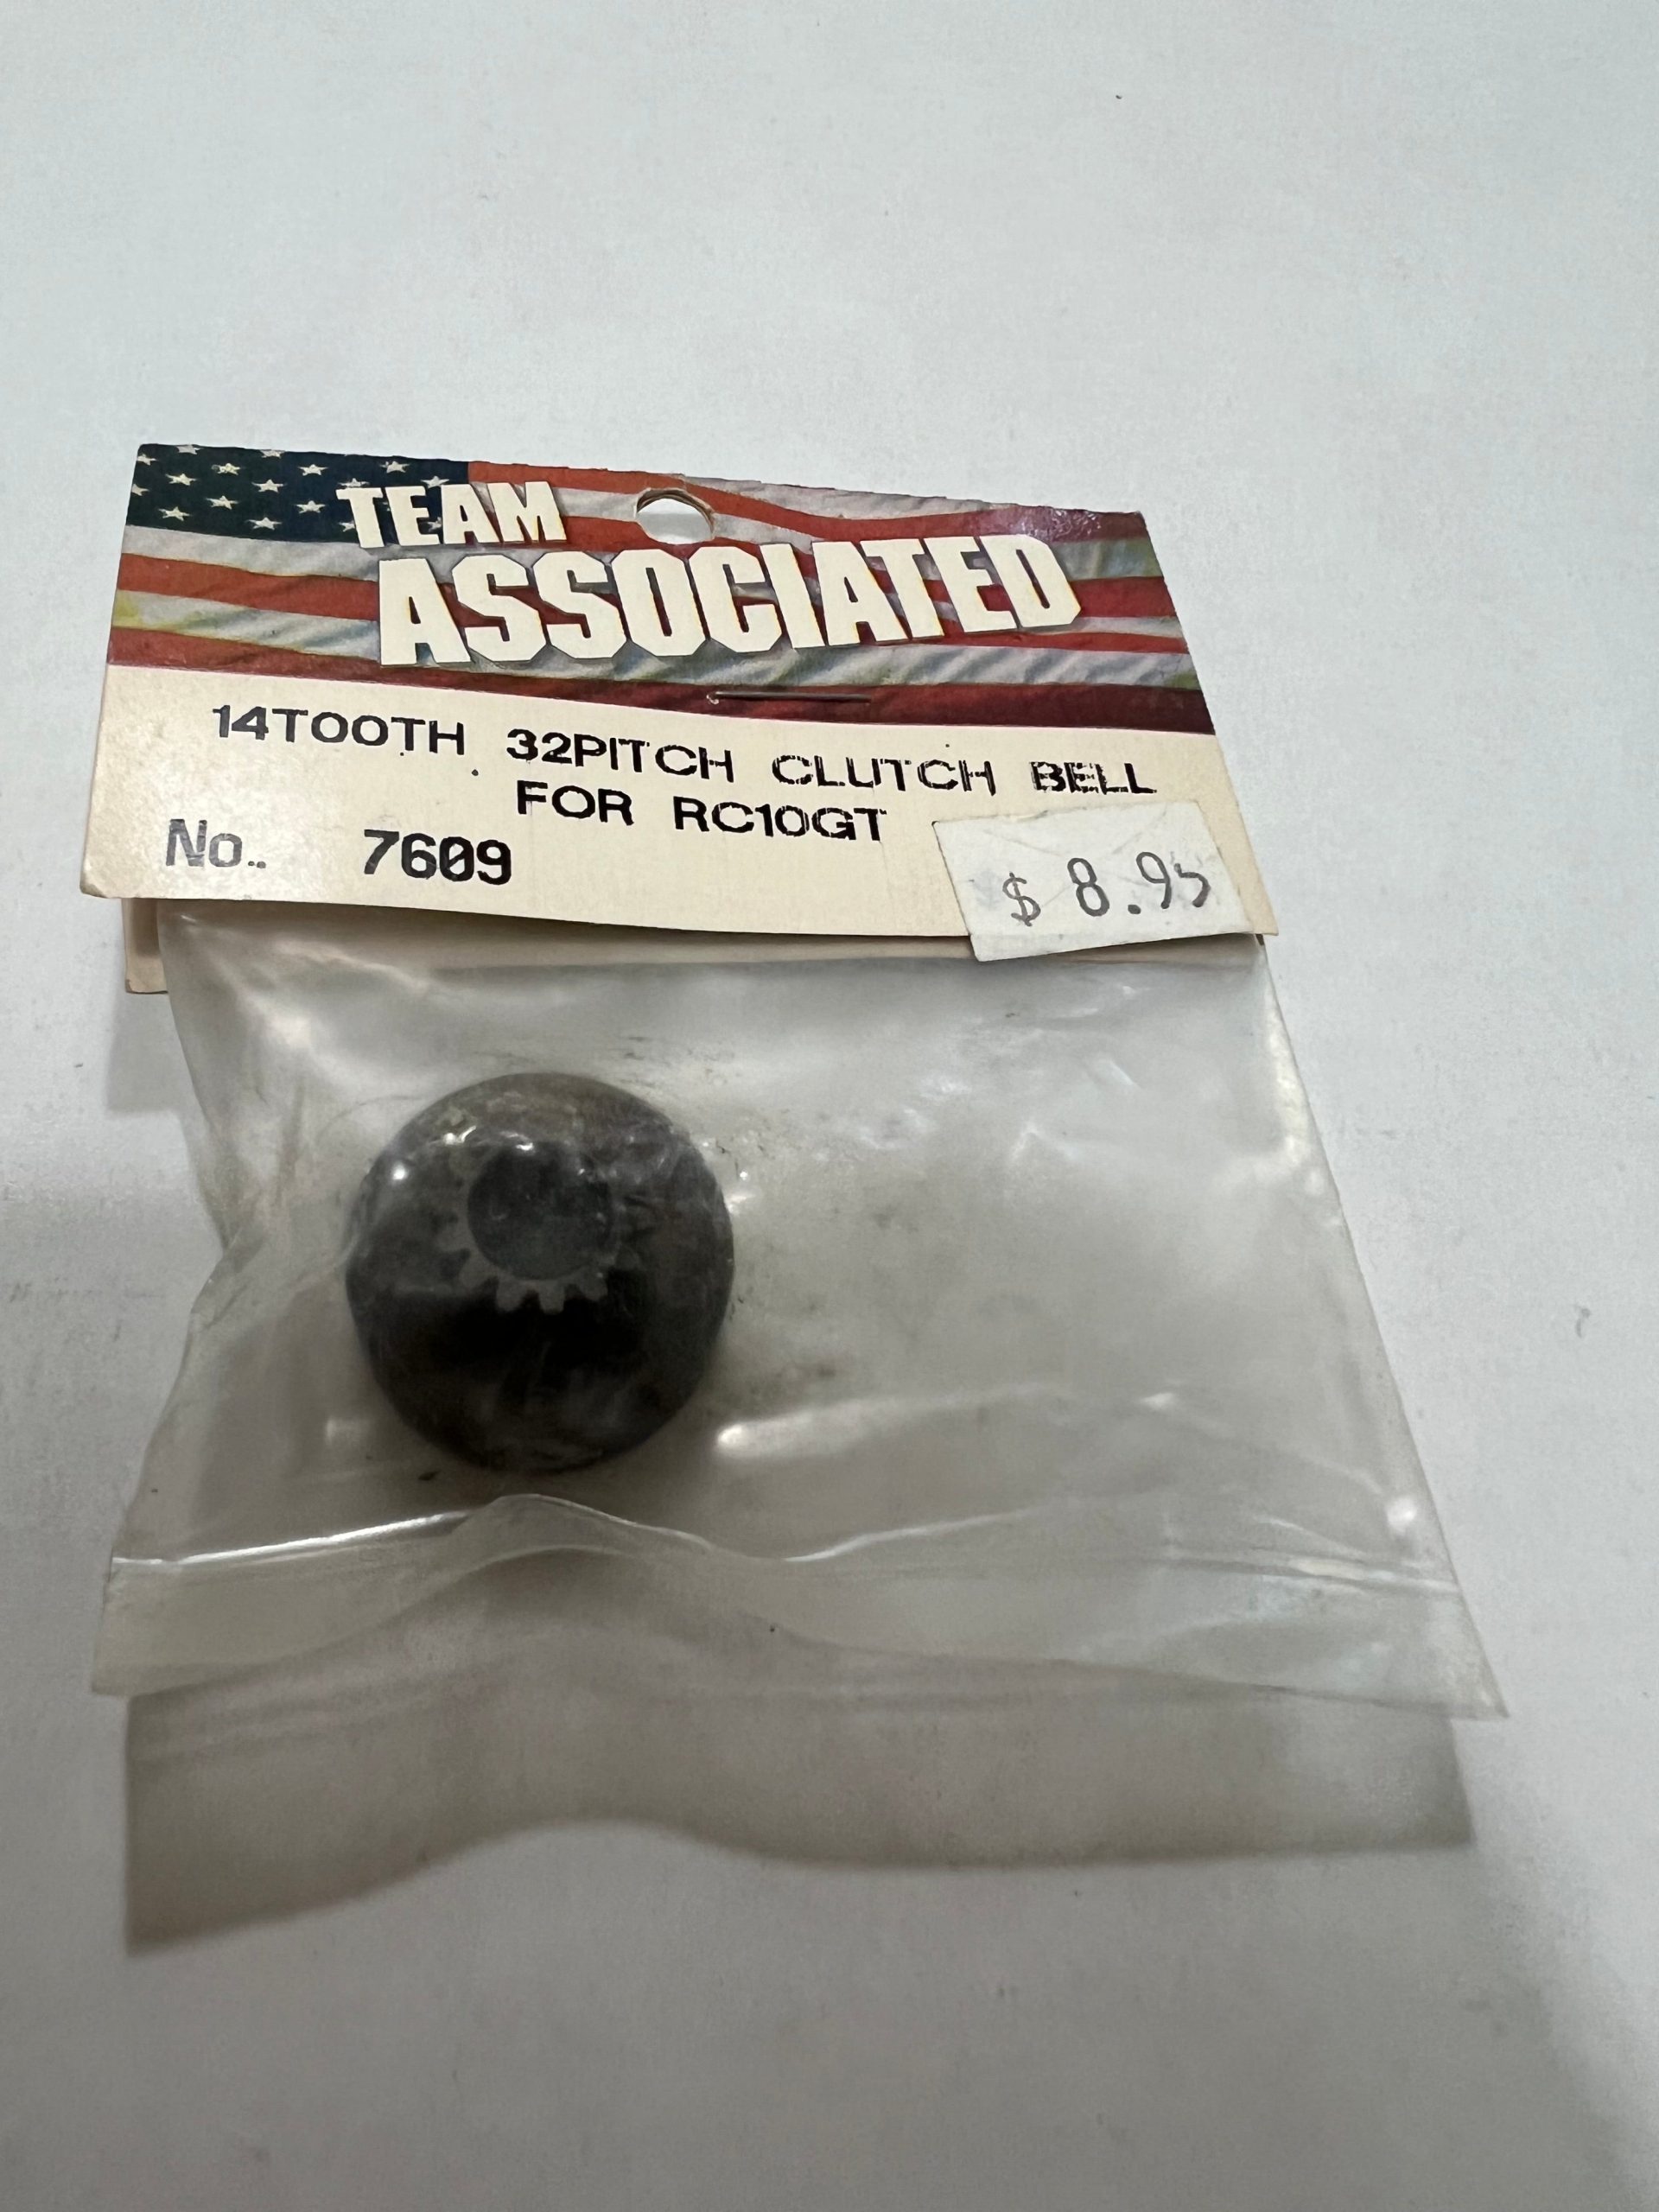 TEAM
ASSOCIATED
14TOOTH 32PITCH CLUTCH BELL
FOR RC10GT
No.. 7609
$ 8.95